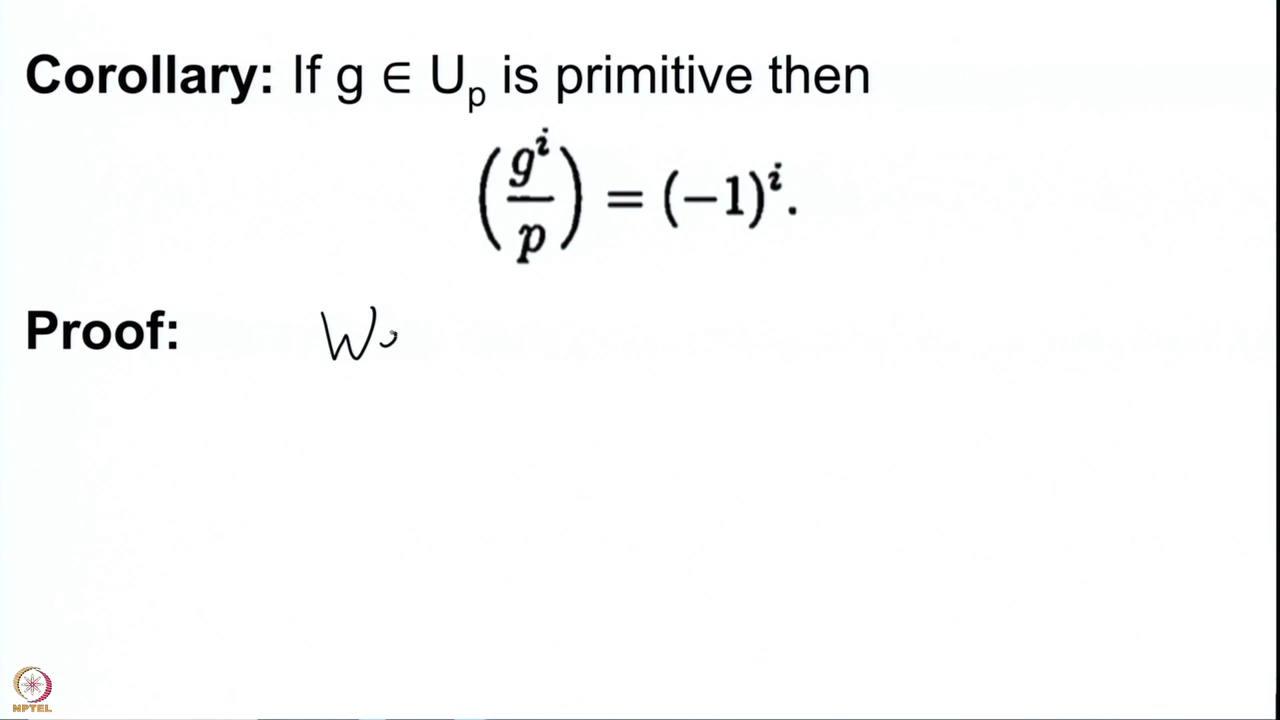 Corollary: If g ∈ Uₚ is primitive then
(gⁱ/p) = (−1)ⁱ.
Proof:
NPTEL